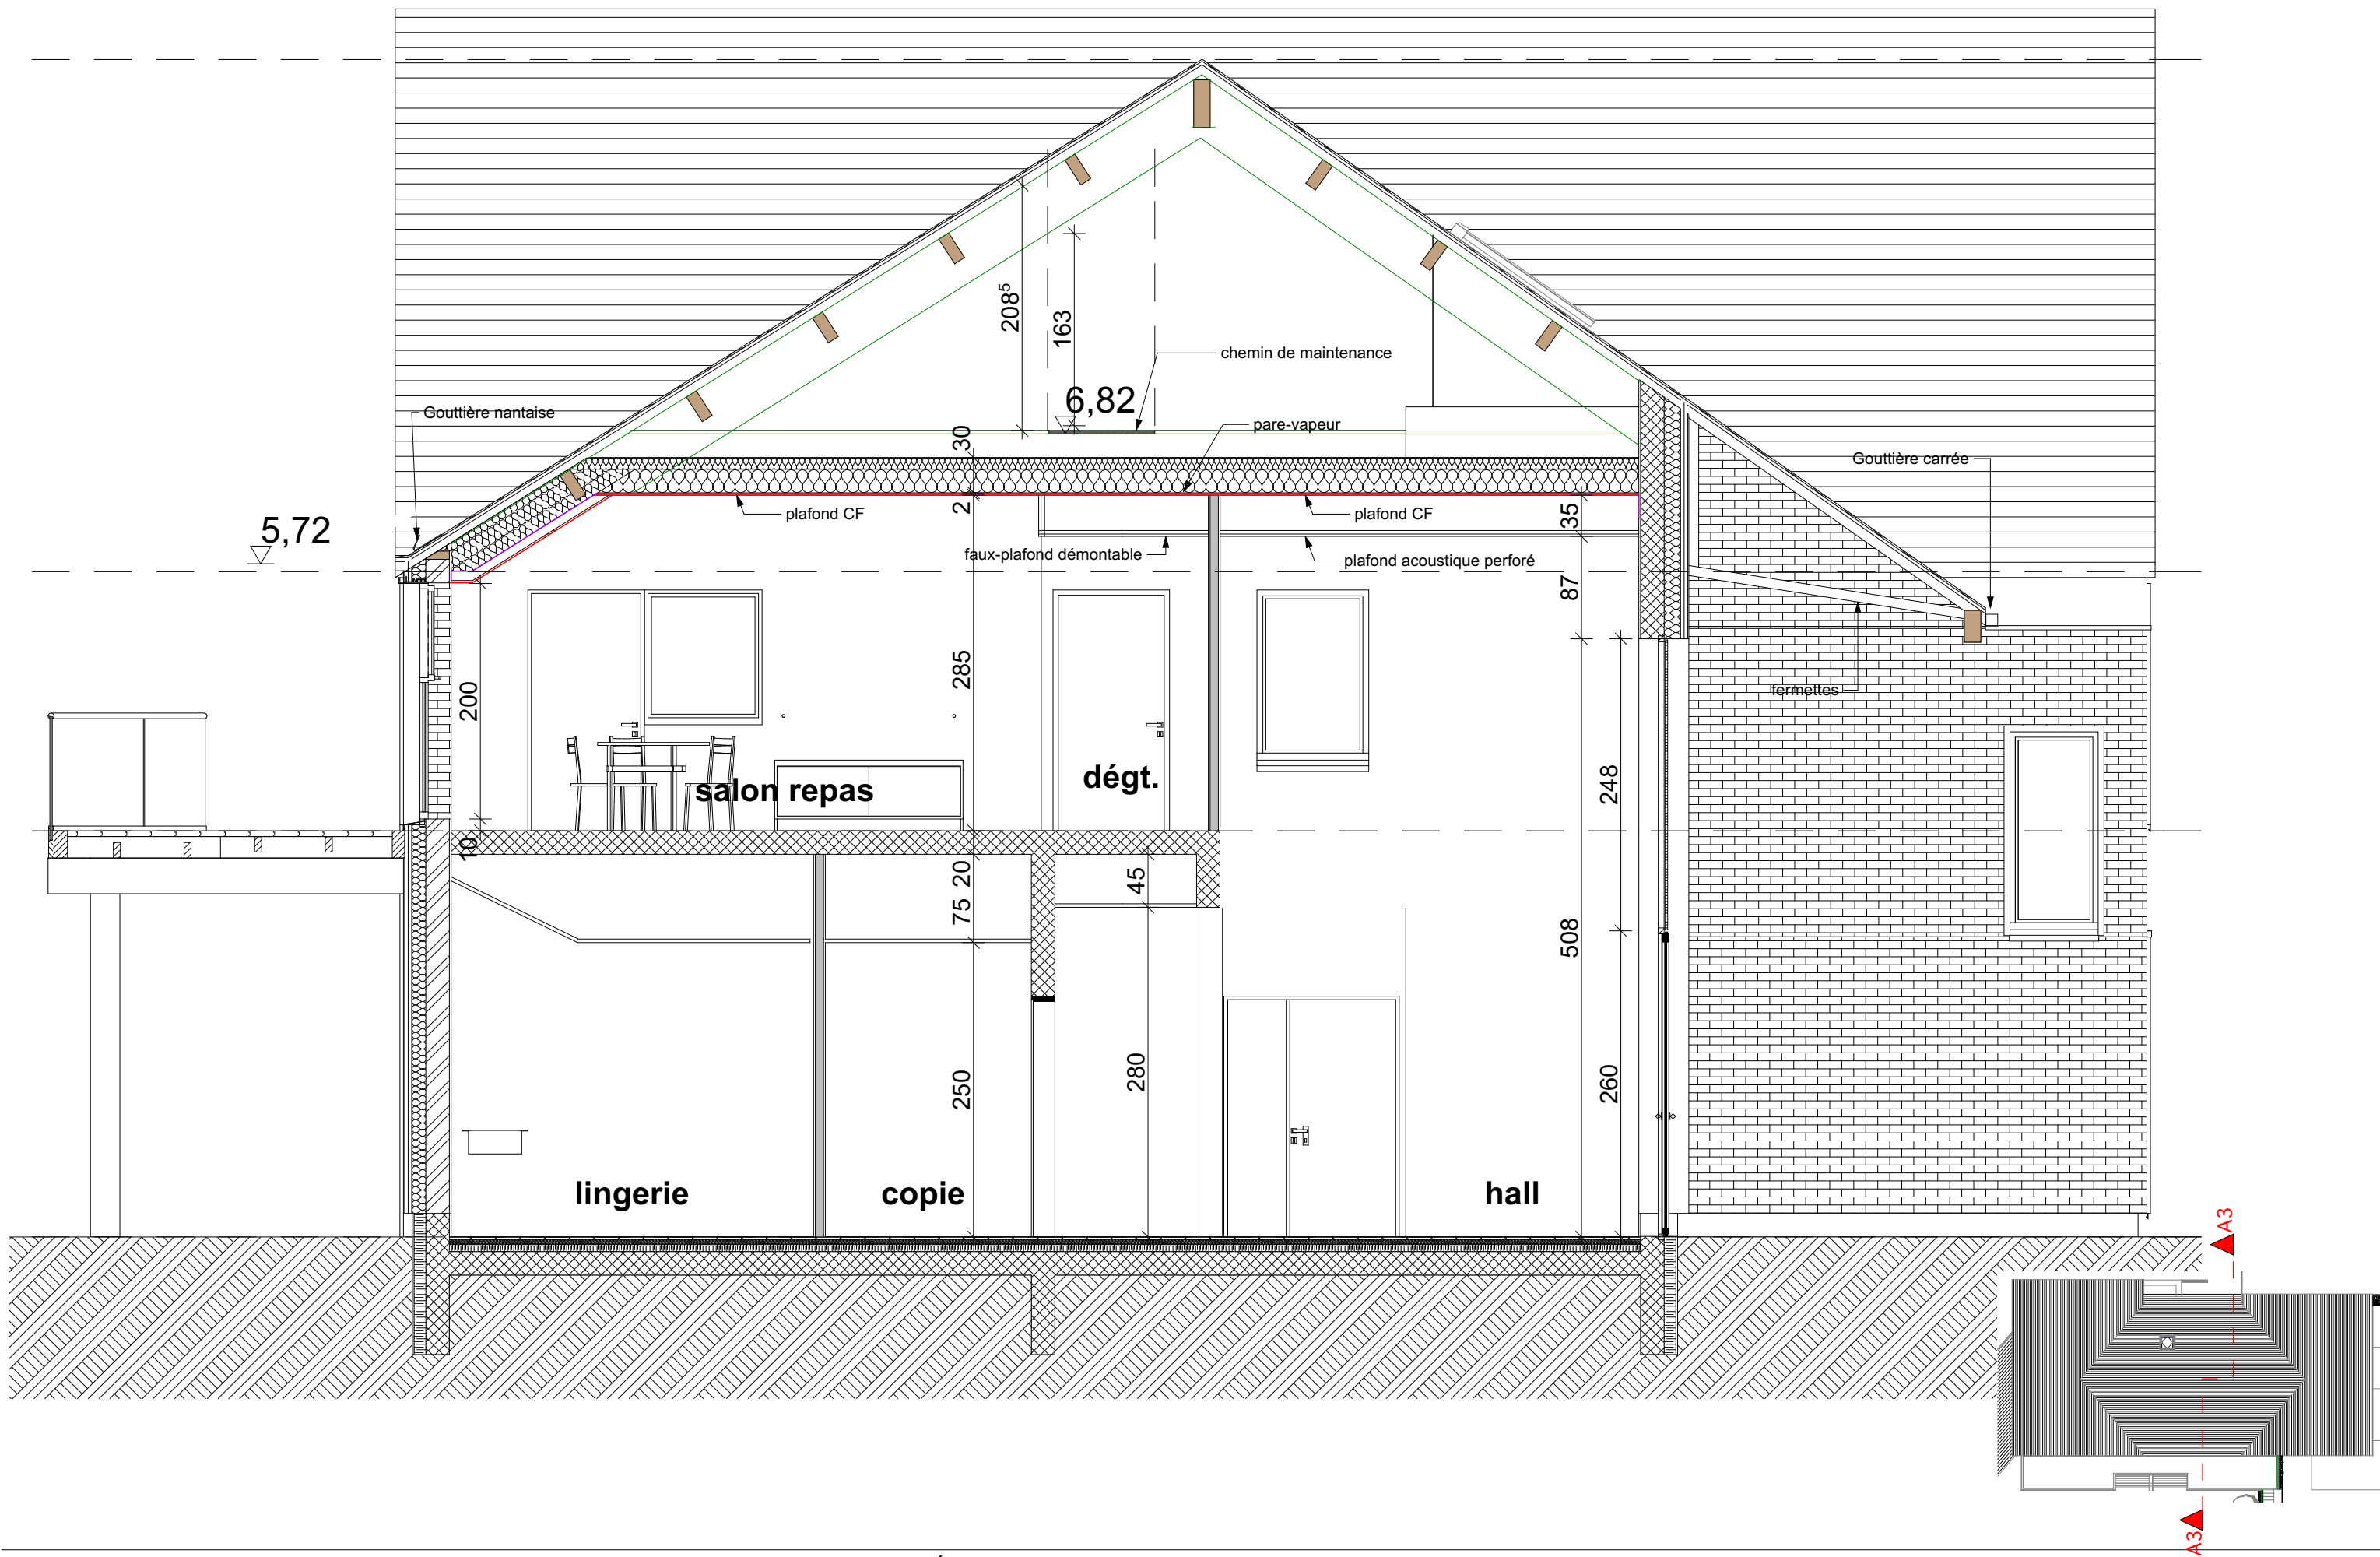 208⁵
163
chemin de maintenance
6,82
Gouttière nantaise
30
pare-vapeur
Gouttière carrée
5,72
2
plafond CF
plafond CF
35
faux-plafond démontable
plafond acoustique perforé
87
285
200
fermettes
salon repas
dégt.
248
10
20
45
75
508
250
280
260
lingerie
copie
hall
A3
A3